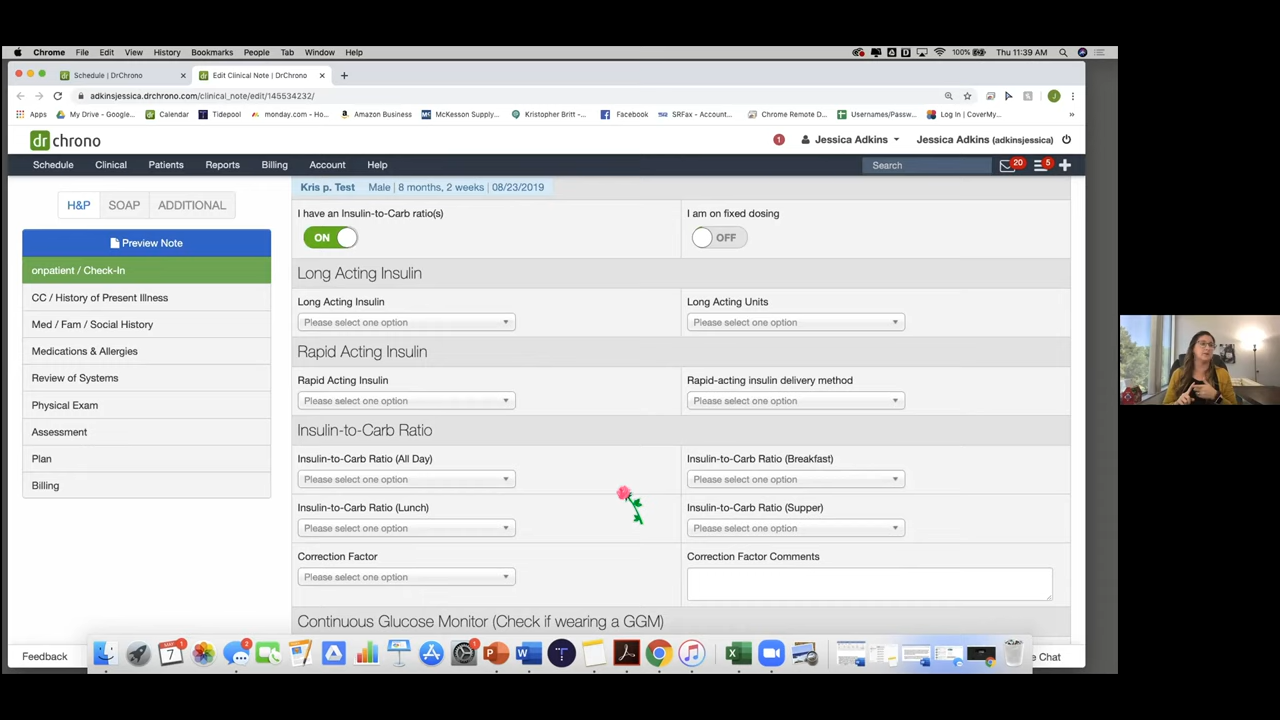 Chrome File Edit View History Bookmarks People Tab Window Help 100% Thu 11:39 AM
Schedule | DrChrono Edit Clinical Note | DrChrono
adkinsjessica.drchrono.com/clinical_note/edit/145534232/
Apps My Drive - Google... Calendar Tidepool monday.com - Ho... Amazon Business McKesson Supply... Kristopher Britt -... Facebook SRFax - Account... Chrome Remote D... Usernames/Passw... Log In | CoverMy...
dr chrono 1 Jessica Adkins Jessica Adkins (adkinsjessica)
Schedule Clinical Patients Reports Billing Account Help Search 20 5
Kris p. Test Male | 8 months, 2 weeks | 08/23/2019
H&P SOAP ADDITIONAL
Preview Note
onpatient / Check-In
CC / History of Present Illness
Med / Fam / Social History
Medications & Allergies
Review of Systems
Physical Exam
Assessment
Plan
Billing
I have an Insulin-to-Carb ratio(s) I am on fixed dosing
ON OFF
Long Acting Insulin
Long Acting Insulin Long Acting Units
Please select one option Please select one option
Rapid Acting Insulin
Rapid Acting Insulin Rapid-acting insulin delivery method
Please select one option Please select one option
Insulin-to-Carb Ratio
Insulin-to-Carb Ratio (All Day) Insulin-to-Carb Ratio (Breakfast)
Please select one option Please select one option
Insulin-to-Carb Ratio (Lunch) Insulin-to-Carb Ratio (Supper)
Please select one option Please select one option
Correction Factor Correction Factor Comments
Please select one option
Continuous Glucose Monitor (Check if wearing a GGM)
Feedback e Chat